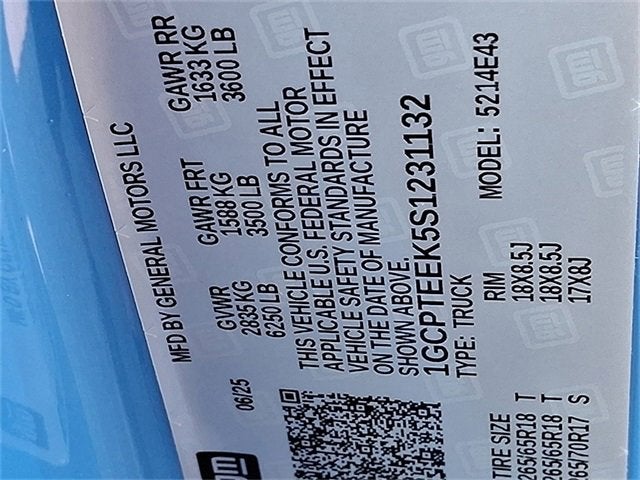 gm
MFD BY GENERAL MOTORS LLC
06/25
GVWR GAWR FRT GAWR RR
2835 KG 1588 KG 1633 KG
6250 LB 3500 LB 3600 LB
THIS VEHICLE CONFORMS TO ALL
APPLICABLE U.S. FEDERAL MOTOR
VEHICLE SAFETY STANDARDS IN EFFECT
ON THE DATE OF MANUFACTURE
SHOWN ABOVE.
1GCPTEEK5S1231132
TYPE: TRUCK MODEL: 5214E43
TIRE SIZE RIM
265/65R18 T 18X8.5J
265/65R18 T 18X8.5J
265/70R17 S 17X8J